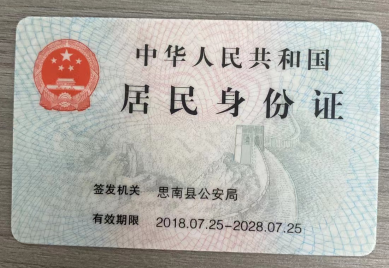 中华人民共和国
居民身份证
签发机关 思南县公安局
有效期限 2018.07.25-2028.07.25